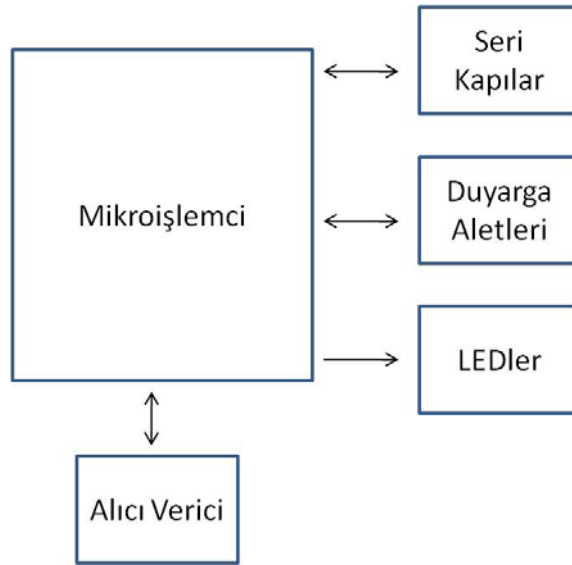 Seri
Kapılar
Mikroişlemci
Duyarga
Aletleri
LEDler
Alıcı Verici